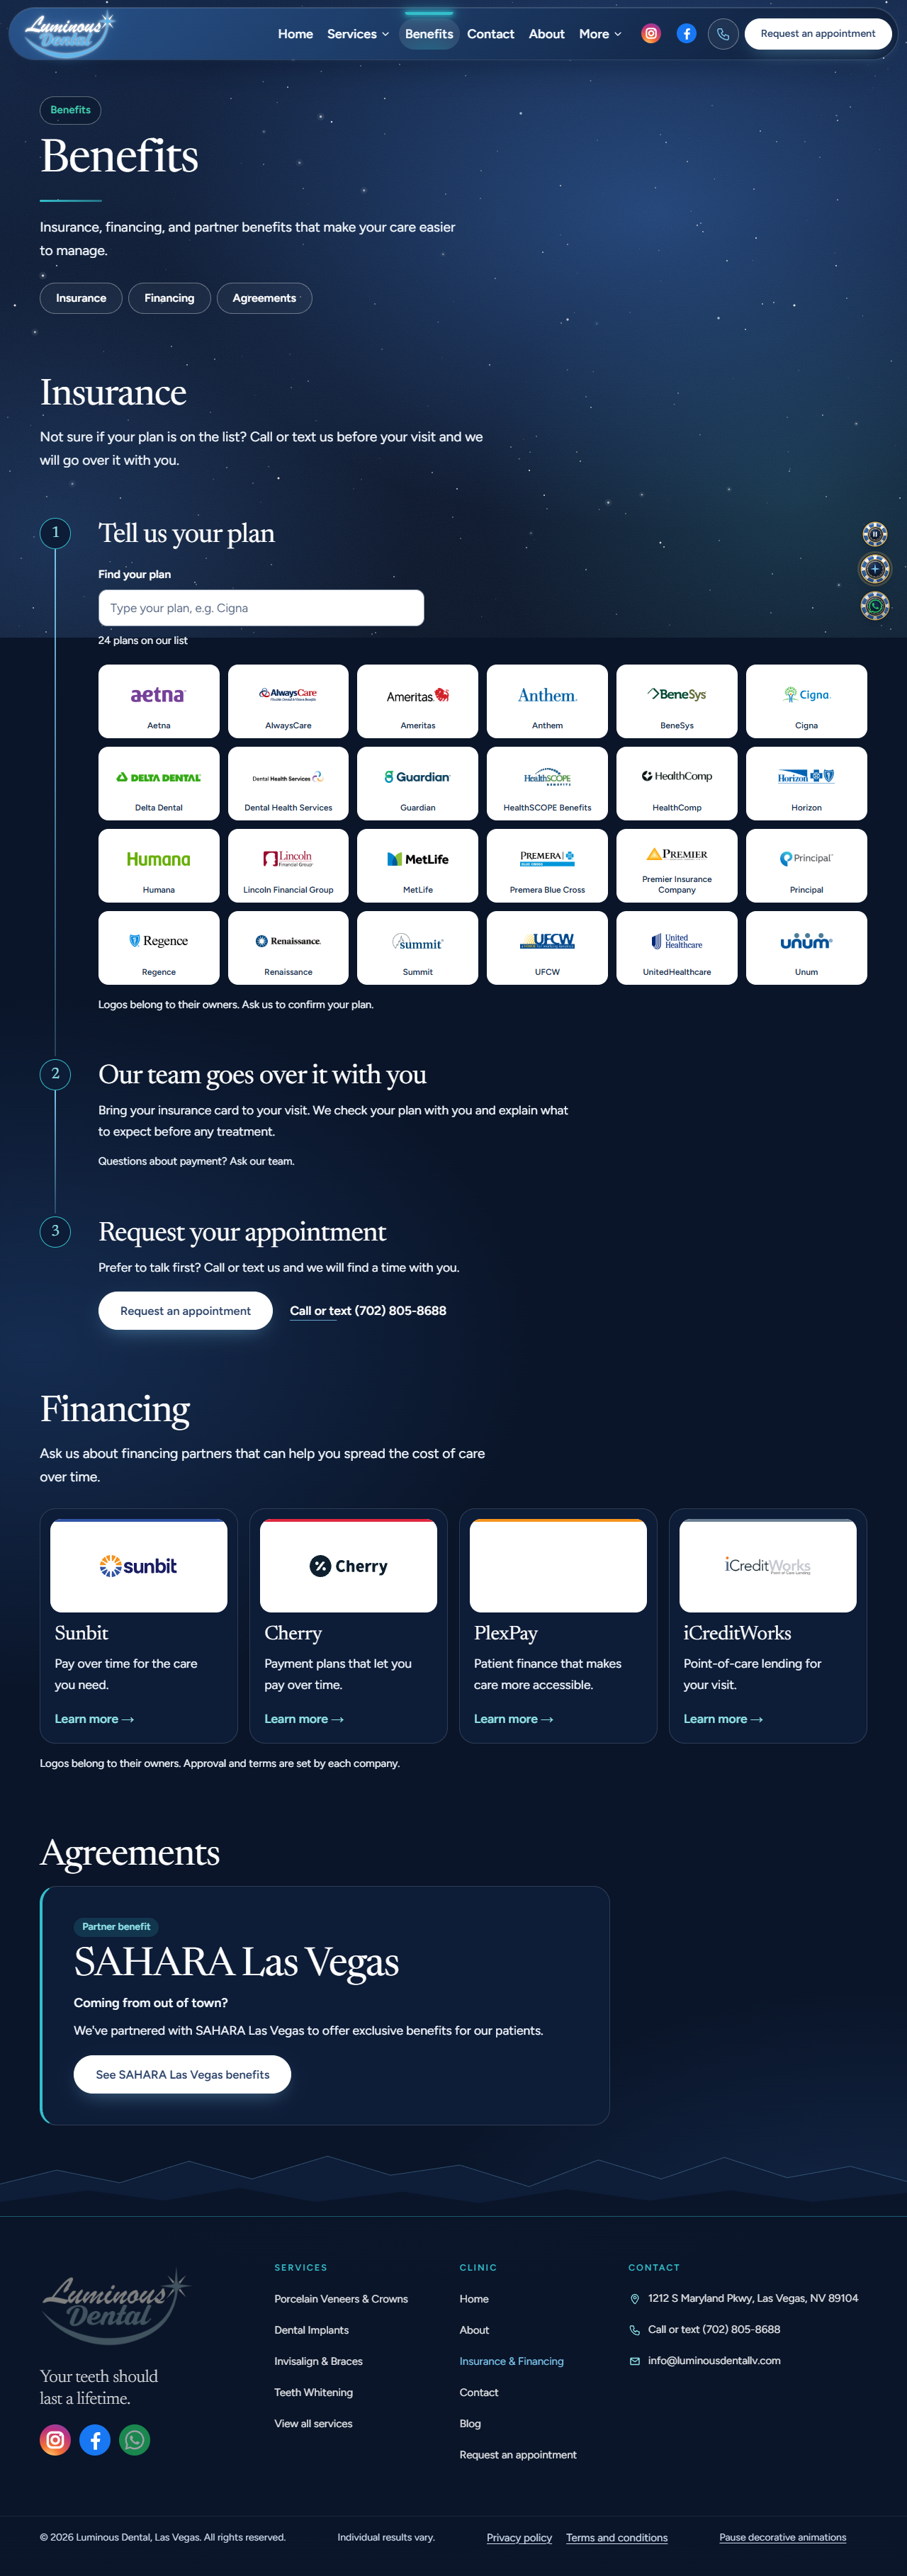 Luminous
Dental
Home
Services
Benefits
Contact
About
More
Request an appointment
Benefits
Benefits
Insurance, financing, and partner benefits that make your care easier
to manage.
Insurance
Financing
Agreements
Insurance
Not sure if your plan is on the list? Call or text us before your visit and we
will go over it with you.
1
Tell us your plan
Find your plan
Type your plan, e.g. Cigna
24 plans on our list
aetna
AlwaysCare
Ameritas
Anthem
BeneSys
Cigna
Aetna
AlwaysCare
Ameritas
Anthem
BeneSys
Cigna
DELTA DENTAL
Dental Health Services
Guardian
HealthSCOPE
BENEFITS
HealthComp
Horizon
Delta Dental
Dental Health Services
Guardian
HealthSCOPE Benefits
HealthComp
Horizon
Humana
Lincoln
Financial Group
MetLife
PREMERA
BLUE CROSS
PREMIER
Principal
Humana
Lincoln Financial Group
MetLife
Premera Blue Cross
Premier Insurance
Company
Principal
Regence
Renaissance
Summit
UFCW
United
Healthcare
unum
Regence
Renaissance
Summit
UFCW
UnitedHealthcare
Unum
Logos belong to their owners. Ask us to confirm your plan.
2
Our team goes over it with you
Bring your insurance card to your visit. We check your plan with you and explain what
to expect before any treatment.
Questions about payment? Ask our team.
3
Request your appointment
Prefer to talk first? Call or text us and we will find a time with you.
Request an appointment
Call or text (702) 805-8688
Financing
Ask us about financing partners that can help you spread the cost of care
over time.
sunbit
Cherry
iCreditWorks
Point of Care Lending
Sunbit
Cherry
PlexPay
iCreditWorks
Pay over time for the care
you need.
Payment plans that let you
pay over time.
Patient finance that makes
care more accessible.
Point-of-care lending for
your visit.
Learn more →
Learn more →
Learn more →
Learn more →
Logos belong to their owners. Approval and terms are set by each company.
Agreements
Partner benefit
SAHARA Las Vegas
Coming from out of town?
We've partnered with SAHARA Las Vegas to offer exclusive benefits for our patients.
See SAHARA Las Vegas benefits
Luminous
Dental
Your teeth should
last a lifetime.
SERVICES
Porcelain Veneers & Crowns
Dental Implants
Invisalign & Braces
Teeth Whitening
View all services
CLINIC
Home
About
Insurance & Financing
Contact
Blog
Request an appointment
CONTACT
1212 S Maryland Pkwy, Las Vegas, NV 89104
Call or text (702) 805-8688
info@luminousdentallv.com
© 2026 Luminous Dental, Las Vegas. All rights reserved.
Individual results vary.
Privacy policy
Terms and conditions
Pause decorative animations